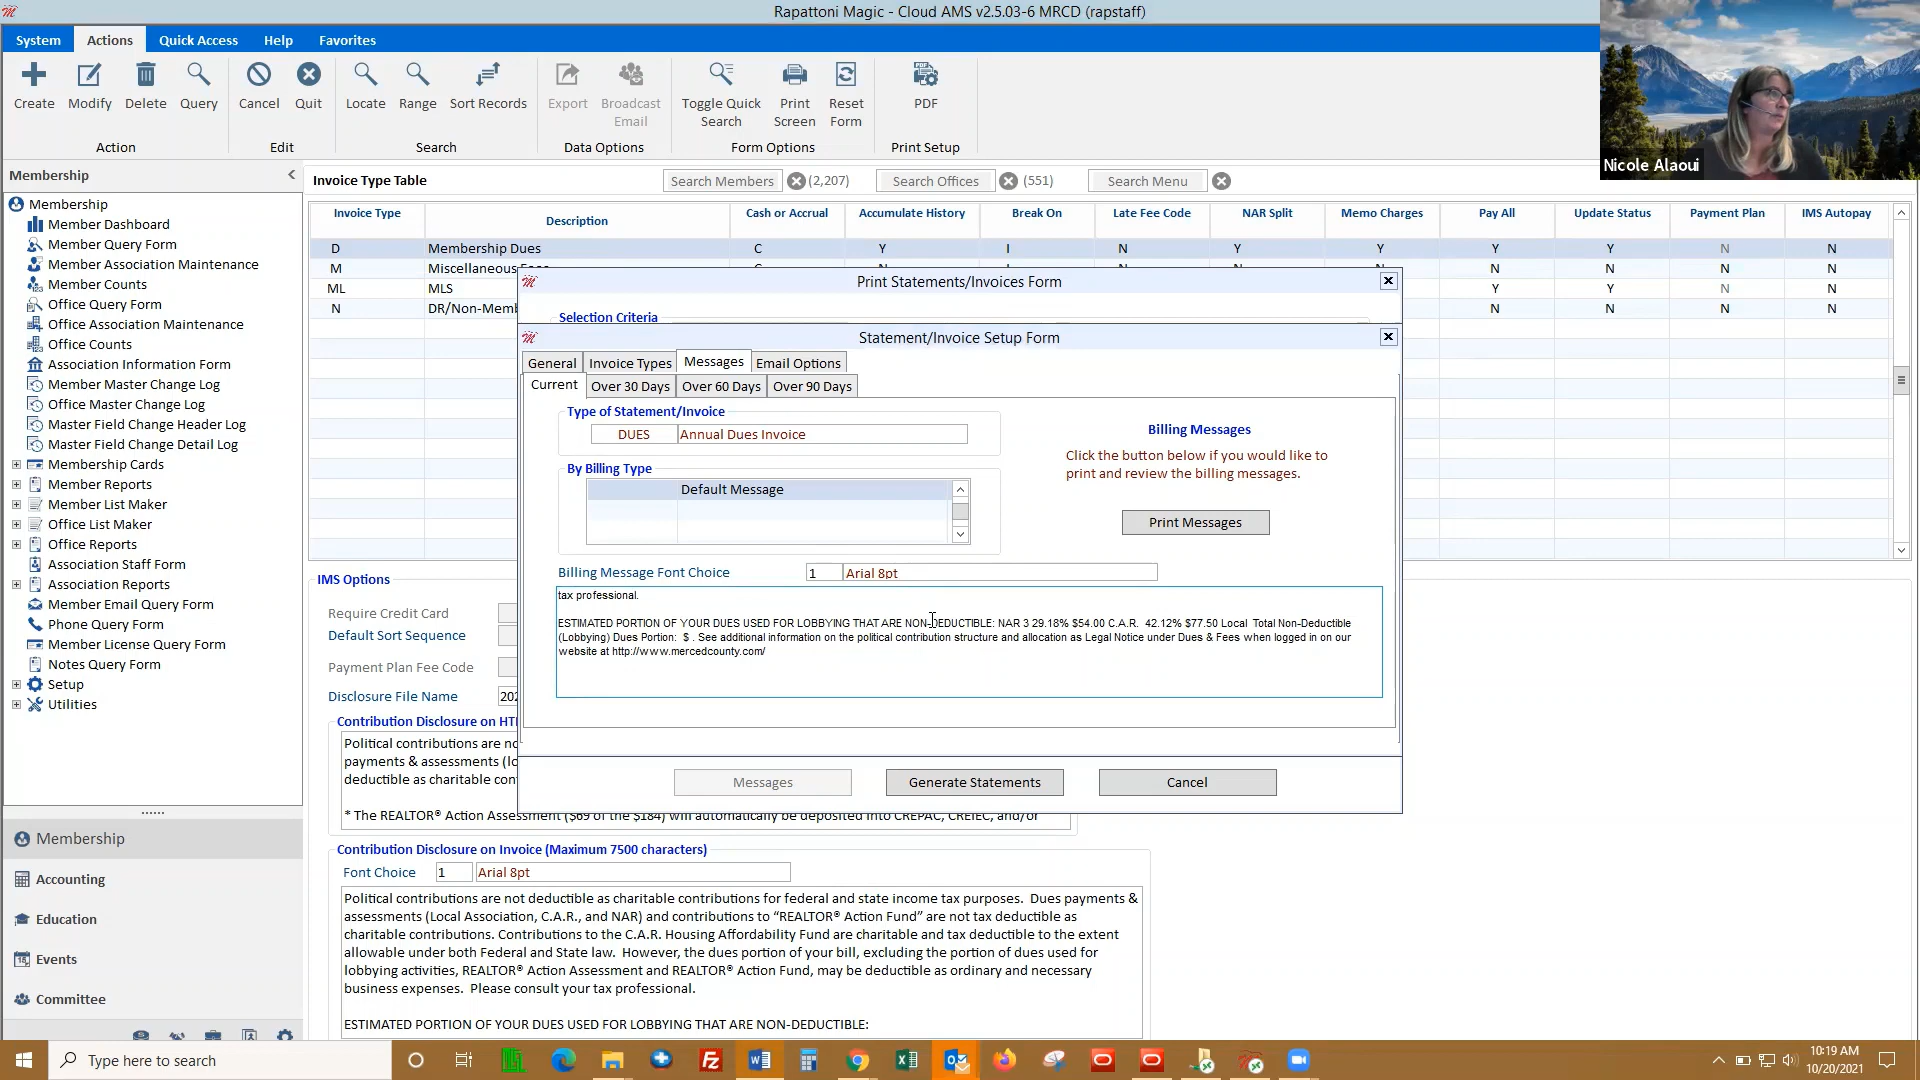 Rapattoni Magic - Cloud AMS v2.5.03-6 MRCD (rapstaff)
System Actions Quick Access Help Favorites
Create Modify Delete Query Cancel Quit Locate Range Sort Records Export Broadcast Email Toggle Quick Search Print Screen Reset Form PDF
Action Edit Search Data Options Form Options Print Setup
Nicole Alaoui
Membership
Membership
Member Dashboard
Member Query Form
Member Association Maintenance
Member Counts
Office Query Form
Office Association Maintenance
Office Counts
Association Information Form
Member Master Change Log
Office Master Change Log
Master Field Change Header Log
Master Field Change Detail Log
Membership Cards
Member Reports
Member List Maker
Office List Maker
Office Reports
Association Staff Form
Association Reports
Member Email Query Form
Phone Query Form
Member License Query Form
Notes Query Form
Setup
Utilities
Membership
Accounting
Education
Events
Committee
Invoice Type Table Search Members (2,207) Search Offices (551) Search Menu
Invoice Type Description Cash or Accrual Accumulate History Break On Late Fee Code NAR Split Memo Charges Pay All Update Status Payment Plan IMS Autopay
D Membership Dues C Y I N Y Y Y Y N N
M Miscellaneous N N N N
ML MLS Y Y N N
N DR/Non-Memb N N N N
Print Statements/Invoices Form
Selection Criteria
Statement/Invoice Setup Form
General Invoice Types Messages Email Options
Current Over 30 Days Over 60 Days Over 90 Days
Type of Statement/Invoice
DUES Annual Dues Invoice
By Billing Type
Default Message
Billing Messages
Click the button below if you would like to
print and review the billing messages.
Print Messages
Billing Message Font Choice 1 Arial 8pt
tax professional.
ESTIMATED PORTION OF YOUR DUES USED FOR LOBBYING THAT ARE NON-DEDUCTIBLE: NAR 3 29.18% $54.00 C.A.R. 42.12% $77.50 Local Total Non-Deductible
(Lobbying) Dues Portion: $ . See additional information on the political contribution structure and allocation as Legal Notice under Dues & Fees when logged in on our
website at http://www.mercedcounty.com/
Messages Generate Statements Cancel
IMS Options
Require Credit Card
Default Sort Sequence
Payment Plan Fee Code
Disclosure File Name 202
Contribution Disclosure on HT
Political contributions are no
payments & assessments (lo
deductible as charitable con
* The REALTOR® Action Assessment ($69 of the $184) will automatically be deposited into CREPAC, CREIEC, and/or
Contribution Disclosure on Invoice (Maximum 7500 characters)
Font Choice 1 Arial 8pt
Political contributions are not deductible as charitable contributions for federal and state income tax purposes. Dues payments &
assessments (Local Association, C.A.R., and NAR) and contributions to “REALTOR® Action Fund” are not tax deductible as
charitable contributions. Contributions to the C.A.R. Housing Affordability Fund are charitable and tax deductible to the extent
allowable under both Federal and State law. However, the dues portion of your bill, excluding the portion of dues used for
lobbying activities, REALTOR® Action Assessment and REALTOR® Action Fund, may be deductible as ordinary and necessary
business expenses. Please consult your tax professional.
ESTIMATED PORTION OF YOUR DUES USED FOR LOBBYING THAT ARE NON-DEDUCTIBLE:
Type here to search
10:19 AM
10/20/2021